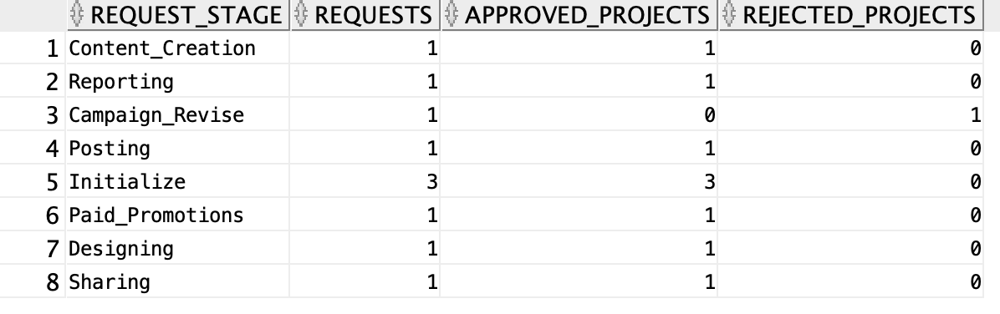 REQUEST_STAGE REQUESTS APPROVED_PROJECTS REJECTED_PROJECTS
1 Content_Creation 1 1 0
2 Reporting 1 1 0
3 Campaign_Revise 1 0 1
4 Posting 1 1 0
5 Initialize 3 3 0
6 Paid_Promotions 1 1 0
7 Designing 1 1 0
8 Sharing 1 1 0